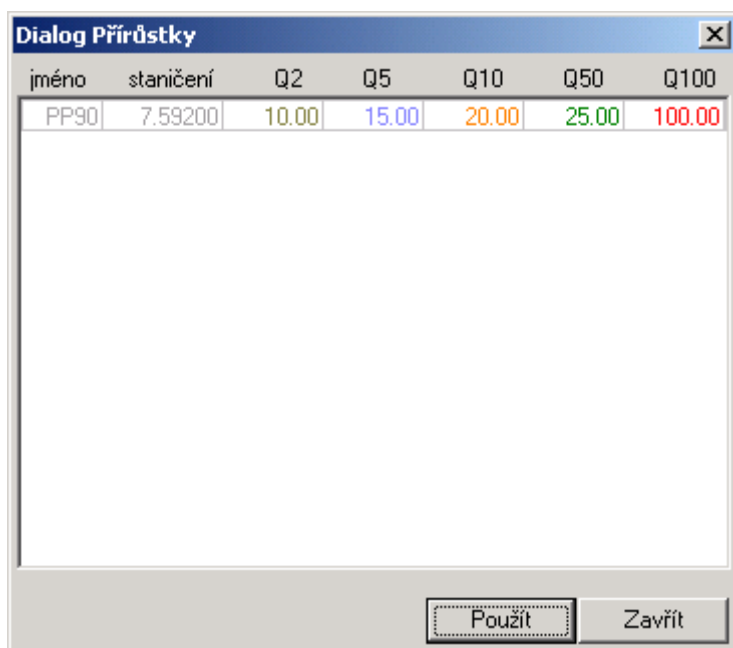 Dialog Přírůstky
jméno staničení Q2 Q5 Q10 Q50 Q100
PP90 7.59200 10.00 15.00 20.00 25.00 100.00
Použít Zavřít